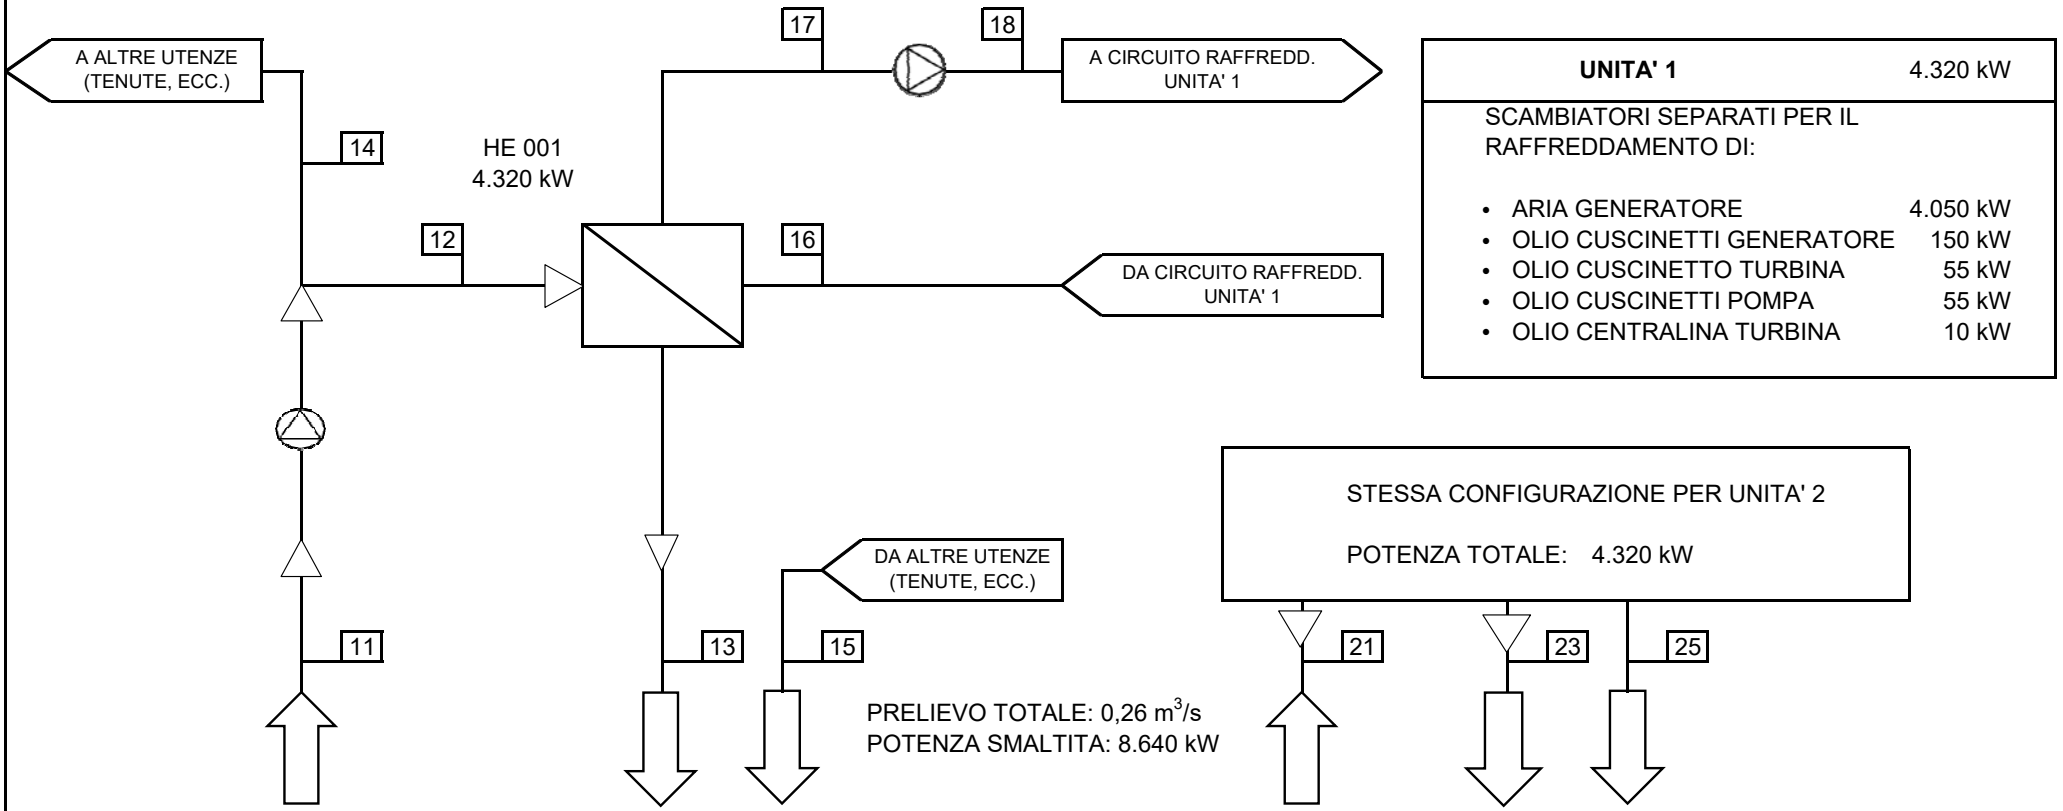 17
18
A ALTRE UTENZE
(TENUTE, ECC.)
A CIRCUITO RAFFREDD.
UNITA' 1
UNITA' 1 4.320 kW
SCAMBIATORI SEPARATI PER IL
RAFFREDDAMENTO DI:
• ARIA GENERATORE 4.050 kW
• OLIO CUSCINETTI GENERATORE 150 kW
• OLIO CUSCINETTO TURBINA 55 kW
• OLIO CUSCINETTI POMPA 55 kW
• OLIO CENTRALINA TURBINA 10 kW
14
HE 001
4.320 kW
12
16
DA CIRCUITO RAFFREDD.
UNITA' 1
STESSA CONFIGURAZIONE PER UNITA' 2
POTENZA TOTALE: 4.320 kW
DA ALTRE UTENZE
(TENUTE, ECC.)
11
13
15
21
23
25
PRELIEVO TOTALE: 0,26 m³/s
POTENZA SMALTITA: 8.640 kW